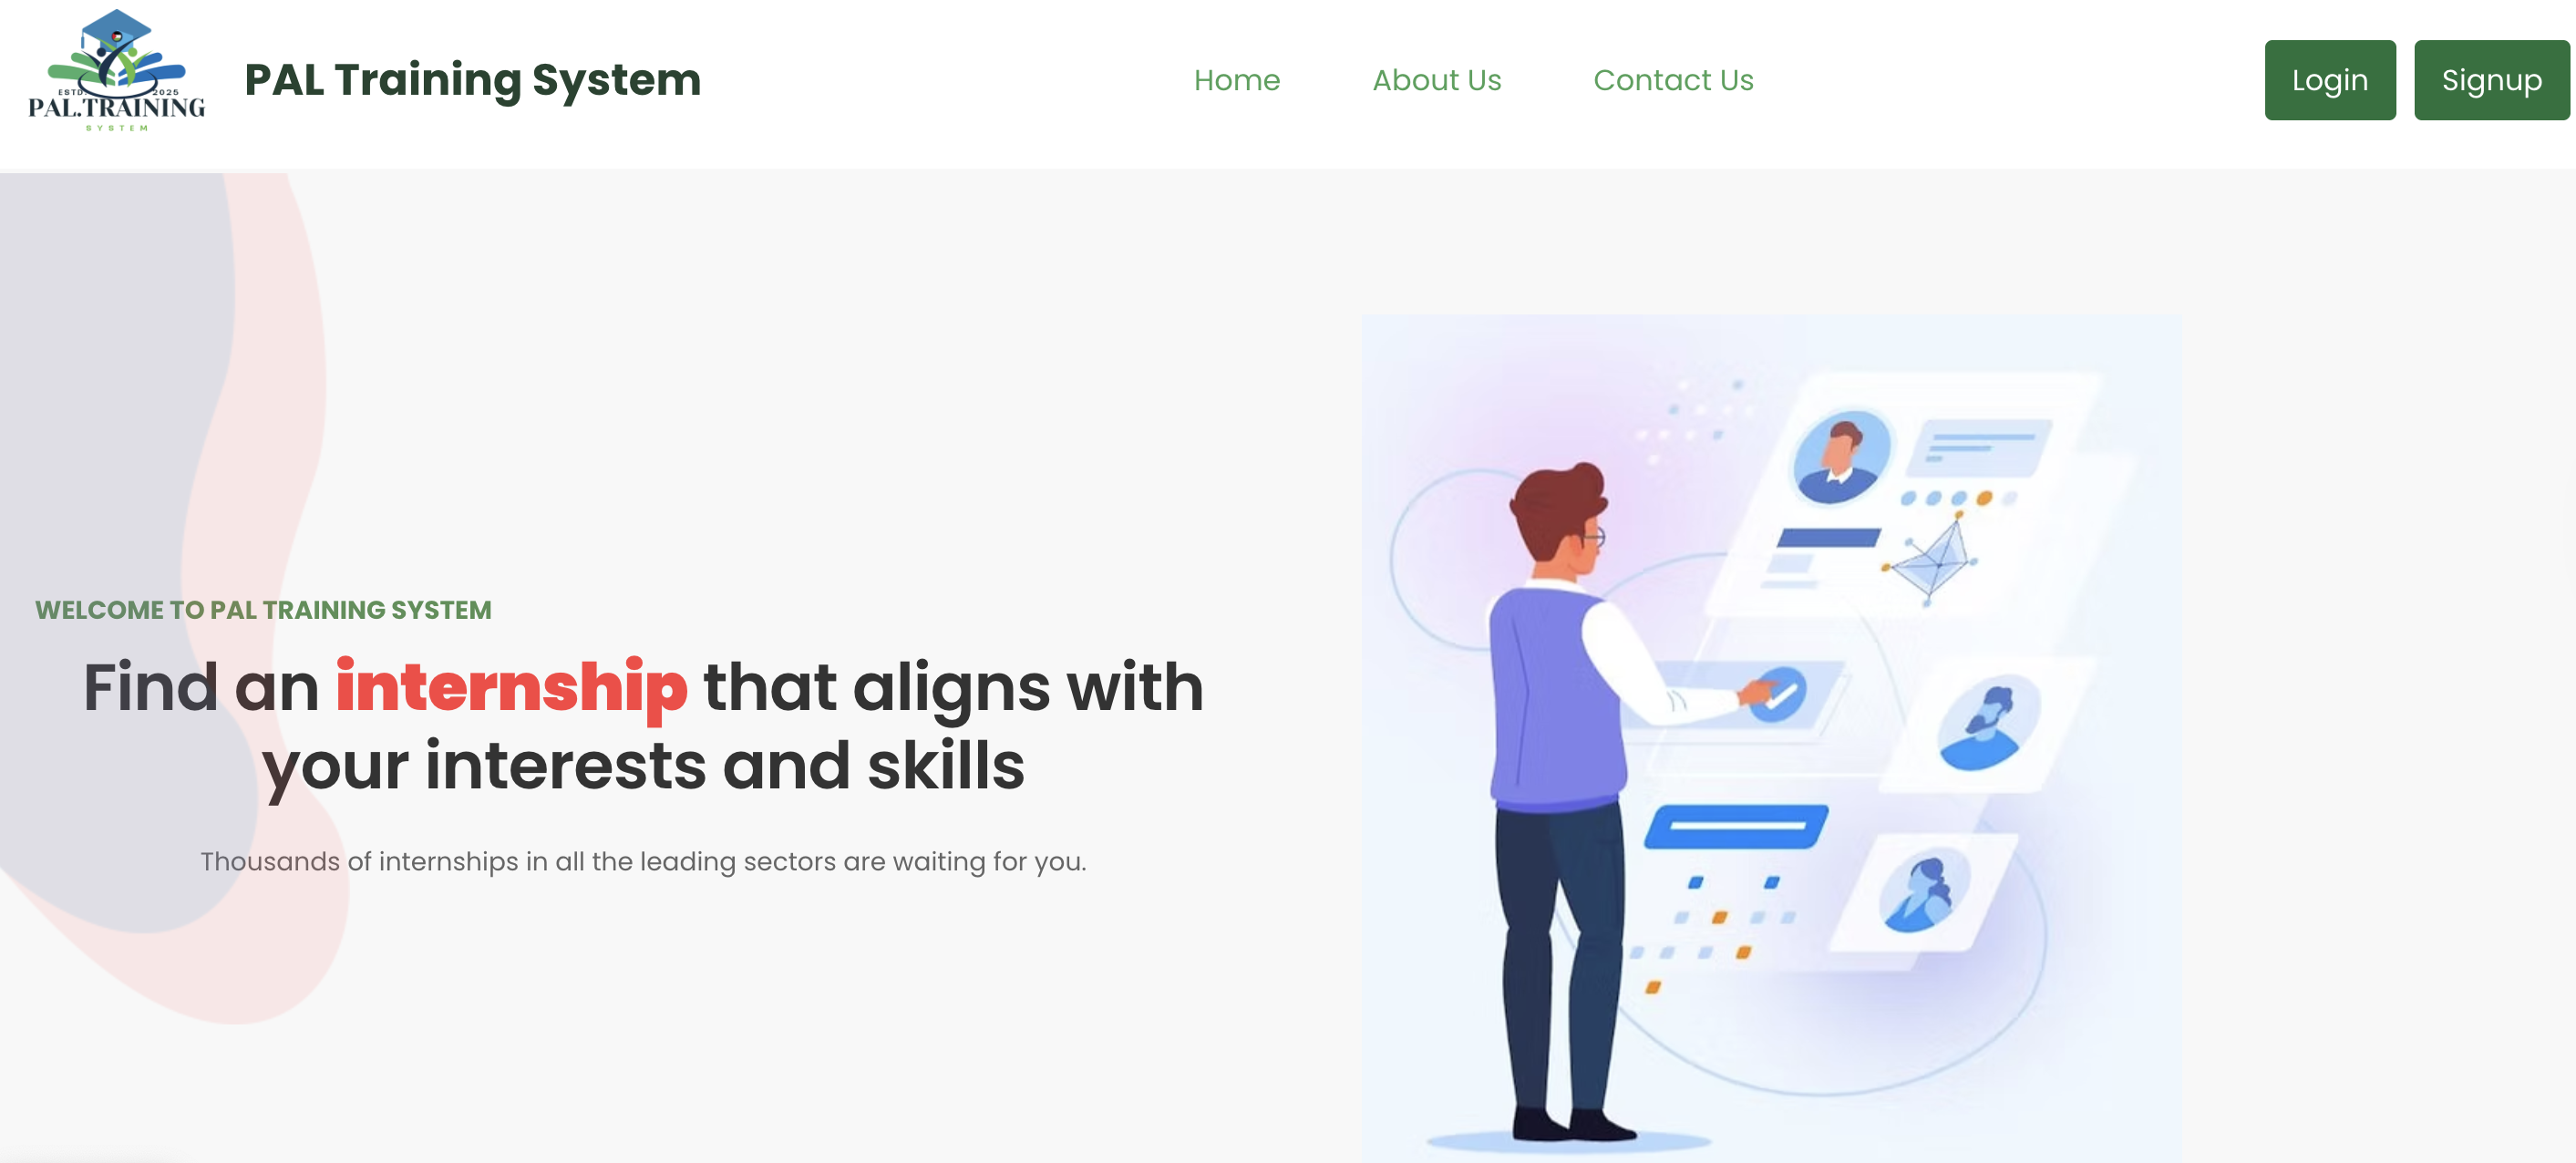 ESTD. 2025
PAL.TRAINING
SYSTEM
PAL Training System
Home
About Us
Contact Us
Login
Signup
WELCOME TO PAL TRAINING SYSTEM
Find an internship that aligns with
your interests and skills
Thousands of internships in all the leading sectors are waiting for you.